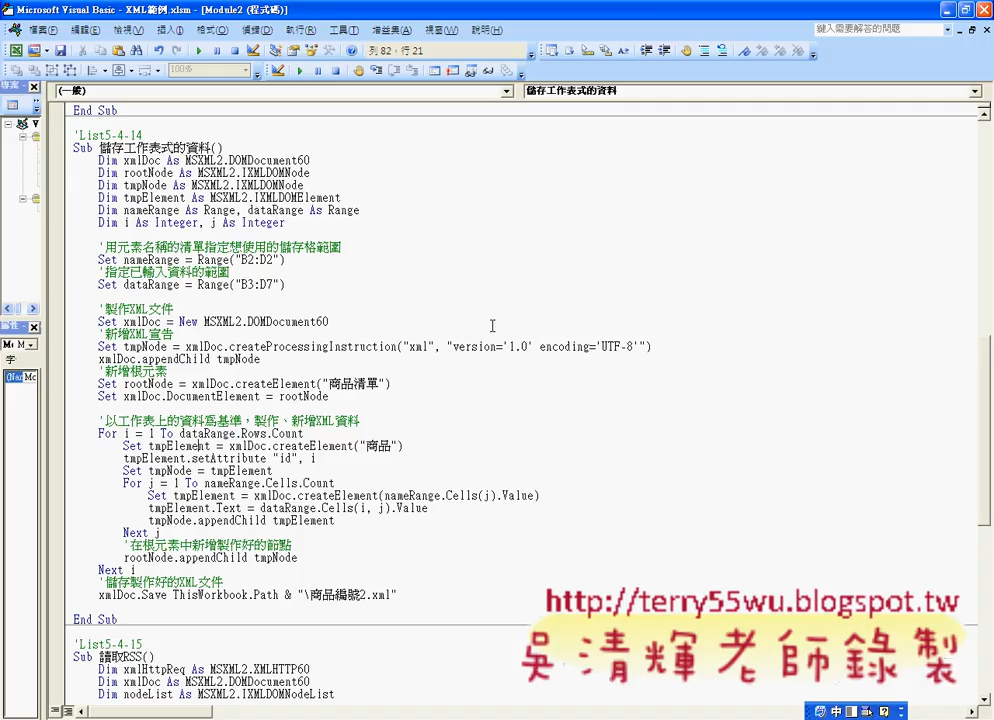 Microsoft Visual Basic - XML範例.xlsm - [Module2 (程式碼)]
檔案(F) 編輯(E) 檢視(V) 插入(I) 格式(O) 偵錯(D) 執行(R) 工具(T) 增益集(A) 視窗(W) 說明(H) 鍵入需要解答的問題
列 82, 行 21
100%
專案 -
(一般) 儲存工作表式的資料
End Sub
'List5-4-14
Sub 儲存工作表式的資料()
Dim xmlDoc As MSXML2.DOMDocument60
Dim rootNode As MSXML2.IXMLDOMNode
Dim tmpNode As MSXML2.IXMLDOMNode
Dim tmpElement As MSXML2.IXMLDOMElement
Dim nameRange As Range, dataRange As Range
Dim i As Integer, j As Integer
'用元素名稱的清單指定想使用的儲存格範圍
Set nameRange = Range("B2:D2")
'指定已輸入資料的範圍
Set dataRange = Range("B3:D7")
'製作XML文件
Set xmlDoc = New MSXML2.DOMDocument60
'新增XML宣告
Set tmpNode = xmlDoc.createProcessingInstruction("xml", "version='1.0' encoding='UTF-8'")
xmlDoc.appendChild tmpNode
'新增根元素
Set rootNode = xmlDoc.createElement("商品清單")
Set xmlDoc.DocumentElement = rootNode
'以工作表上的資料為基準，製作、新增XML資料
For i = 1 To dataRange.Rows.Count
Set tmpElement = xmlDoc.createElement("商品")
tmpElement.setAttribute "id", i
Set tmpNode = tmpElement
For j = 1 To nameRange.Cells.Count
Set tmpElement = xmlDoc.createElement(nameRange.Cells(j).Value)
tmpElement.Text = dataRange.Cells(i, j).Value
tmpNode.appendChild tmpElement
Next j
'在根元素中新增製作好的節點
rootNode.appendChild tmpNode
Next i
'儲存製作好的XML文件
xmlDoc.Save ThisWorkbook.Path & "\商品編號2.xml"
End Sub
'List5-4-15
Sub 讀取RSS()
Dim xmlHttpReq As MSXML2.XMLHTTP60
Dim xmlDoc As MSXML2.DOMDocument60
Dim nodeList As MSXML2.IXMLDOMNodeList
http://terry55wu.blogspot.tw
吳清輝老師錄製
中